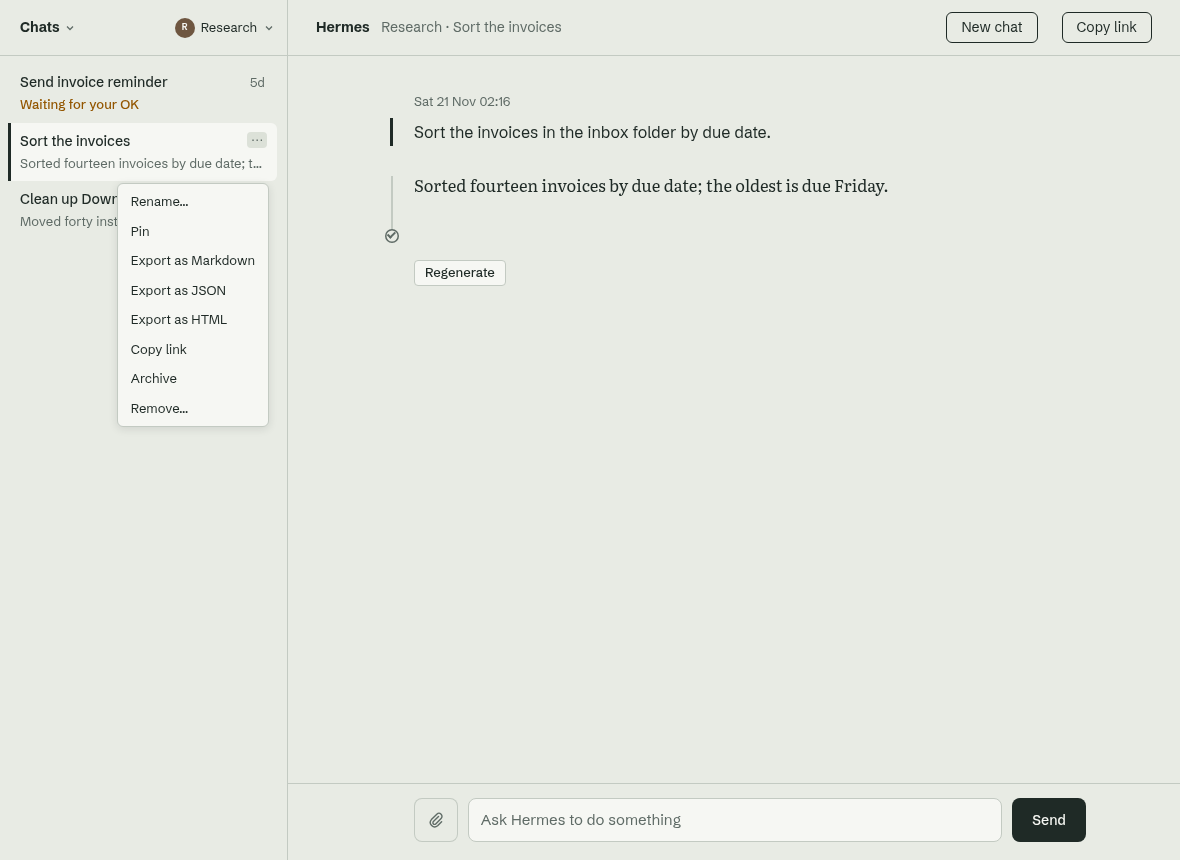 Chats
R Research
Hermes Research · Sort the invoices
New chat
Copy link
Send invoice reminder 5d
Waiting for your OK
Sort the invoices
Sorted fourteen invoices by due date; t...
Clean up
Moved forty
Rename...
Pin
Export as Markdown
Export as JSON
Export as HTML
Copy link
Archive
Remove...
Sat 21 Nov 02:16
Sort the invoices in the inbox folder by due date.
Sorted fourteen invoices by due date; the oldest is due Friday.
Regenerate
Ask Hermes to do something
Send